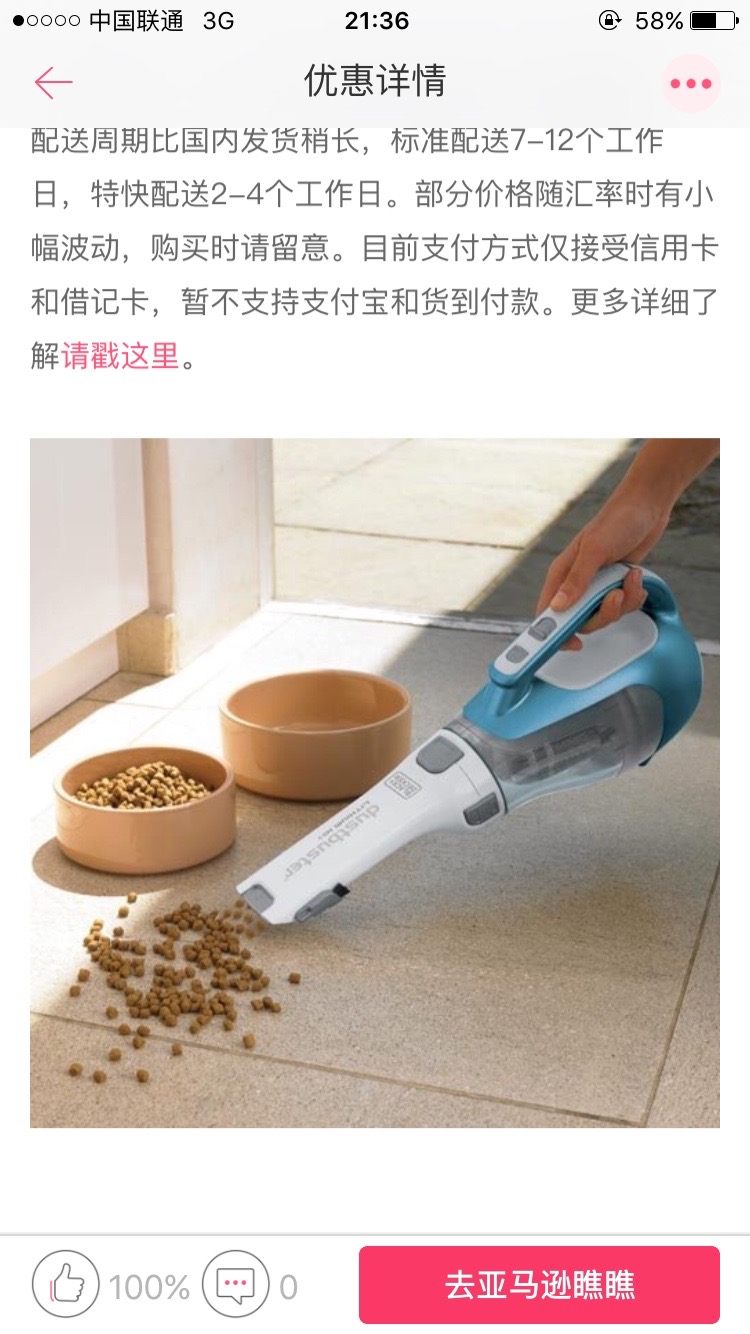 中国联通 3G 21:36 58%
优惠详情
配送周期比国内发货稍长，标准配送7-12个工作
日，特快配送2-4个工作日。部分价格随汇率时有小
幅波动，购买时请留意。目前支付方式仅接受信用卡
和借记卡，暂不支持支付宝和货到付款。更多详细了
解请戳这里。
BLACK+
DECKER
dustbuster
LITHIUM
100% 0 去亚马逊瞧瞧